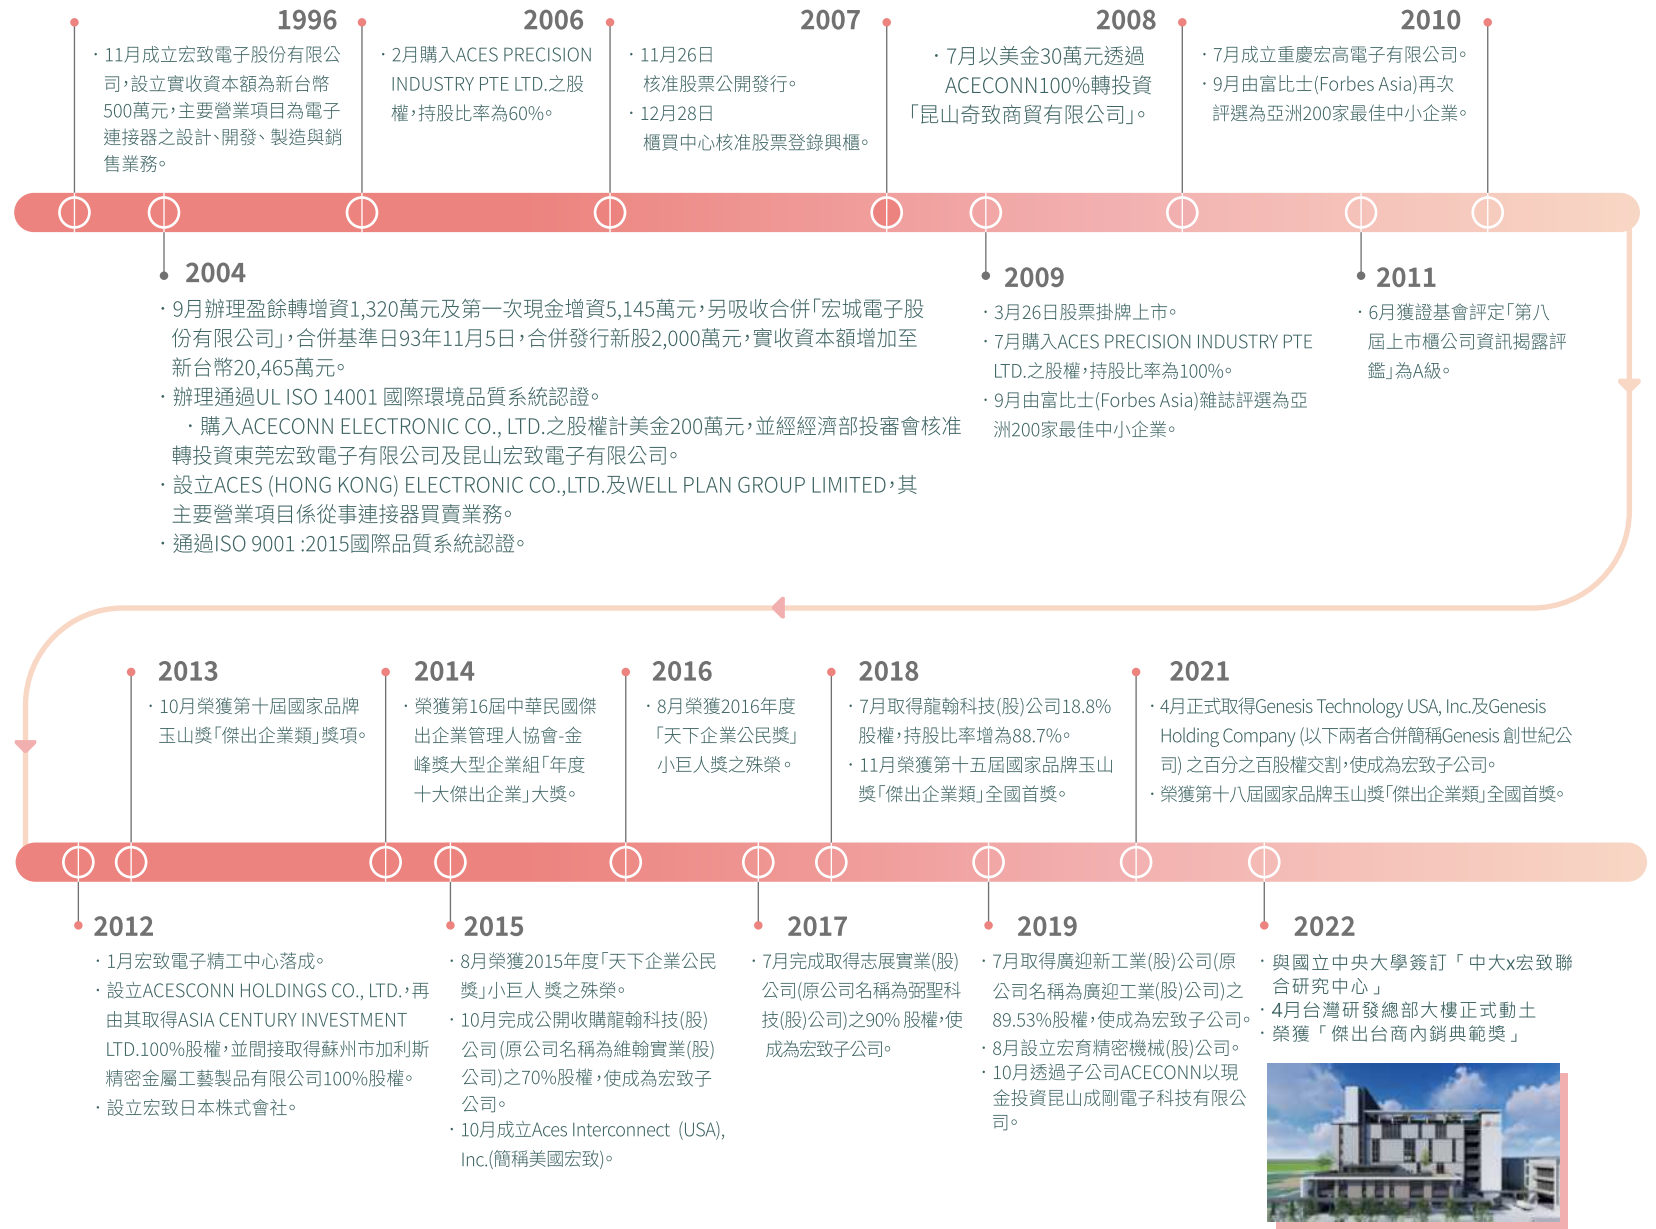 1996
·11月成立宏致電子股份有限公
司，設立實收資本額為新台幣
500萬元，主要營業項目為電子
連接器之設計、開發、製造與銷
售業務。
2006
·2月購入ACES PRECISION
INDUSTRY PTE LTD.之股
權，持股比率為60%。
2007
·11月26日
核准股票公開發行。
·12月28日
櫃買中心核准股票登錄興櫃。
2008
·7月以美金30萬元透過
ACECONN100%轉投資
「昆山奇致商貿有限公司」。
2010
·7月成立重慶宏高電子有限公司。
·9月由富比士(Forbes Asia)再次
評選為亞洲200家最佳中小企業。
2004
·9月辦理盈餘轉增資1,320萬元及第一次現金增資5,145萬元，另吸收合併「宏城電子股
份有限公司」，合併基準日93年11月5日，合併發行新股2,000萬元，實收資本額增加至
新台幣20,465萬元。
·辦理通過UL ISO 14001 國際環境品質系統認證。
·購入ACECONN ELECTRONIC CO., LTD.之股權計美金200萬元，並經經濟部投審會核准
轉投資東莞宏致電子有限公司及昆山宏致電子有限公司。
·設立ACES (HONG KONG) ELECTRONIC CO.,LTD.及WELL PLAN GROUP LIMITED，其
主要營業項目係從事連接器買賣業務。
·通過ISO 9001 :2015國際品質系統認證。
2009
·3月26日股票掛牌上市。
·7月購入ACES PRECISION INDUSTRY PTE
LTD.之股權，持股比率為100%。
·9月由富比士(Forbes Asia)雜誌評選為亞
洲200家最佳中小企業。
2011
·6月獲證基會評定「第八
屆上市櫃公司資訊揭露評
鑑」為A級。
2013
·10月榮獲第十屆國家品牌
玉山獎「傑出企業類」獎項。
2014
·榮獲第16屆中華民國傑
出企業管理人協會-金
峰獎大型企業組「年度
十大傑出企業」大獎。
2016
·8月榮獲2016年度
「天下企業公民獎」
小巨人獎之殊榮。
2018
·7月取得龍翰科技(股)公司18.8%
股權，持股比率增為88.7%。
·11月榮獲第十五屆國家品牌玉山
獎「傑出企業類」全國首獎。
2021
·4月正式取得Genesis Technology USA, Inc.及Genesis
Holding Company (以下兩者合併簡稱Genesis 創世紀公
司) 之百分之百股權交割，使成為宏致子公司。
·榮獲第十八屆國家品牌玉山獎「傑出企業類」全國首獎。
2012
·1月宏致電子精工中心落成。
·設立ACESCONN HOLDINGS CO., LTD.，再
由其取得ASIA CENTURY INVESTMENT
LTD.100%股權，並間接取得蘇州市加利斯
精密金屬工藝製品有限公司100%股權。
·設立宏致日本株式會社。
2015
·8月榮獲2015年度「天下企業公民
獎」小巨人 獎之殊榮。
·10月完成公開收購龍翰科技(股)
公司(原公司名稱為維翰實業(股)
公司)之70%股權，使成為宏致子
公司。
·10月成立Aces Interconnect (USA),
Inc.(簡稱美國宏致)。
2017
·7月完成取得志展實業(股)
公司(原公司名稱為弼聖科
技(股)公司)之90% 股權，使
成為宏致子公司。
2019
·7月取得廣迎新工業(股)公司(原
公司名稱為廣迎工業(股)公司)之
89.53%股權，使成為宏致子公司。
·8月設立宏育精密機械(股)公司。
·10月透過子公司ACECONN以現
金投資昆山成剛電子科技有限公
司。
2022
·與國立中央大學簽訂「中大x宏致聯
合研究中心」
·4月台灣研發總部大樓正式動土
·榮獲「傑出台商內銷典範獎」